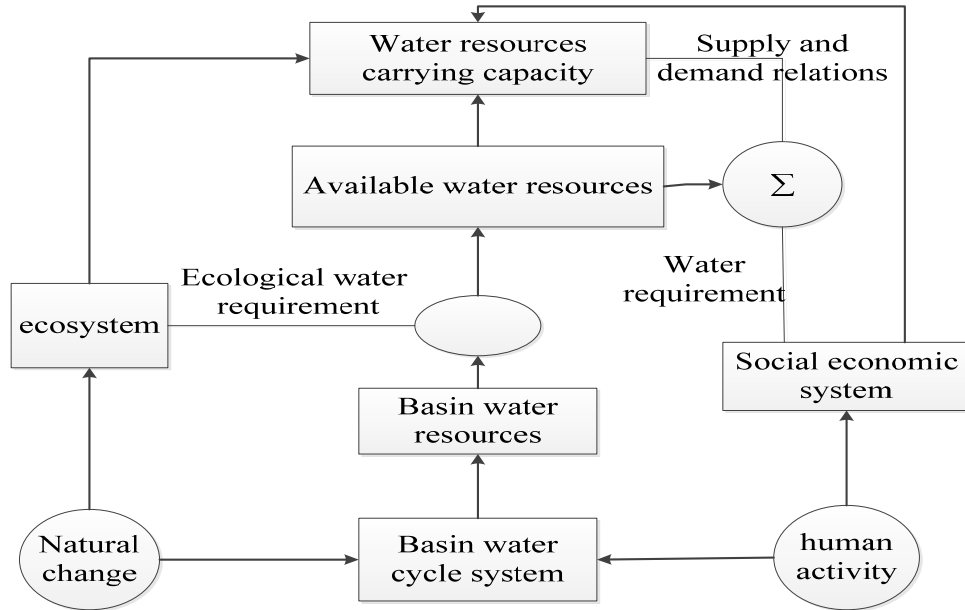 Water resources
carrying capacity
Supply and
demand relations
Available water resources
Σ
Ecological water
requirement
Water
requirement
ecosystem
Social economic
system
Basin water
resources
Natural
change
Basin water
cycle system
human
activity